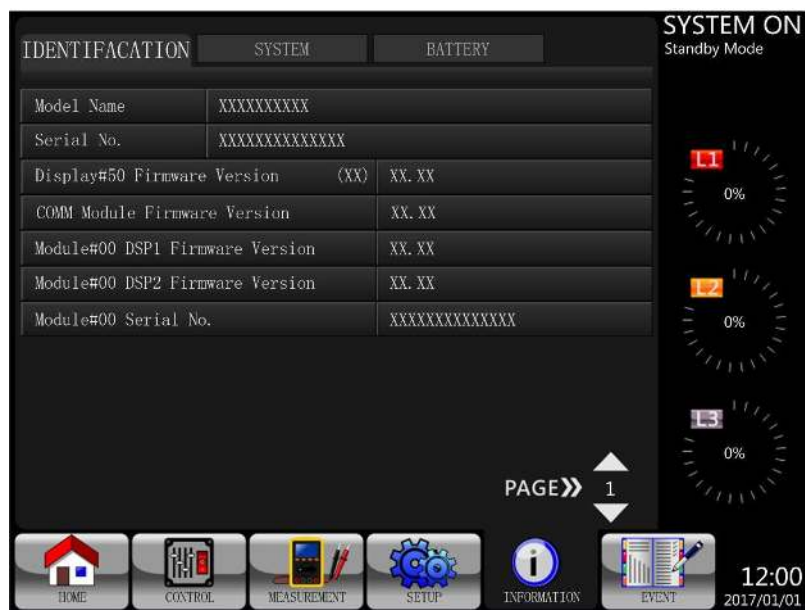 SYSTEM ON
Standby Mode
IDENTIFACATION SYSTEM BATTERY
Model Name XXXXXXXXXX
Serial No. XXXXXXXXXXXXXX
Display#50 Firmware Version (XX) XX.XX
COMM Module Firmware Version XX.XX
Module#00 DSP1 Firmware Version XX.XX
Module#00 DSP2 Firmware Version XX.XX
Module#00 Serial No. XXXXXXXXXXXXXX
L1
0%
L2
0%
L3
0%
PAGE 1
HOME CONTROL MEASUREMENT SETUP INFORMATION EVENT
12:00
2017/01/01